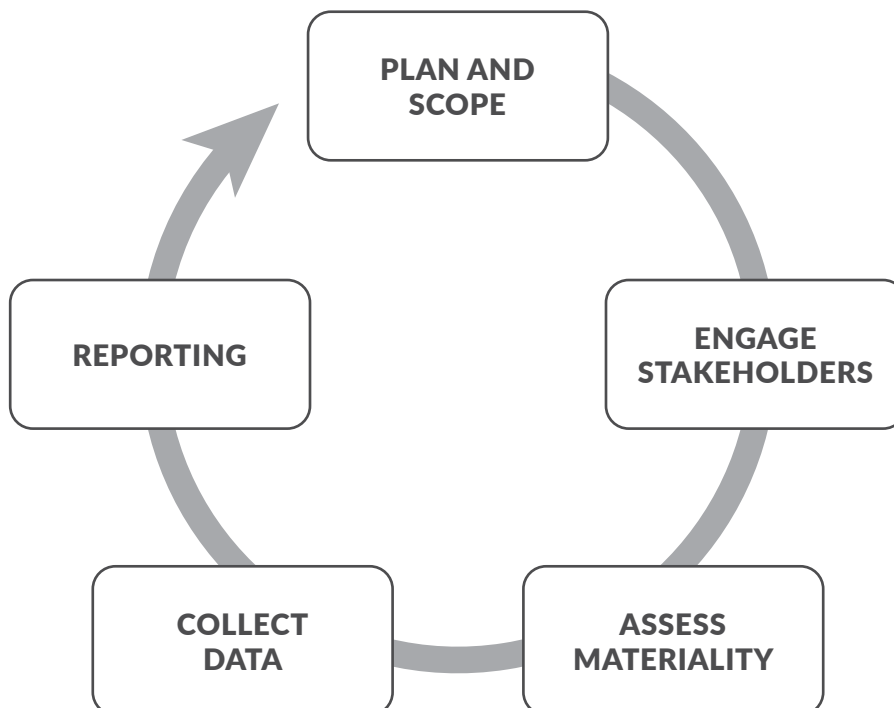 PLAN AND
SCOPE
ENGAGE
STAKEHOLDERS
ASSESS
MATERIALITY
COLLECT
DATA
REPORTING